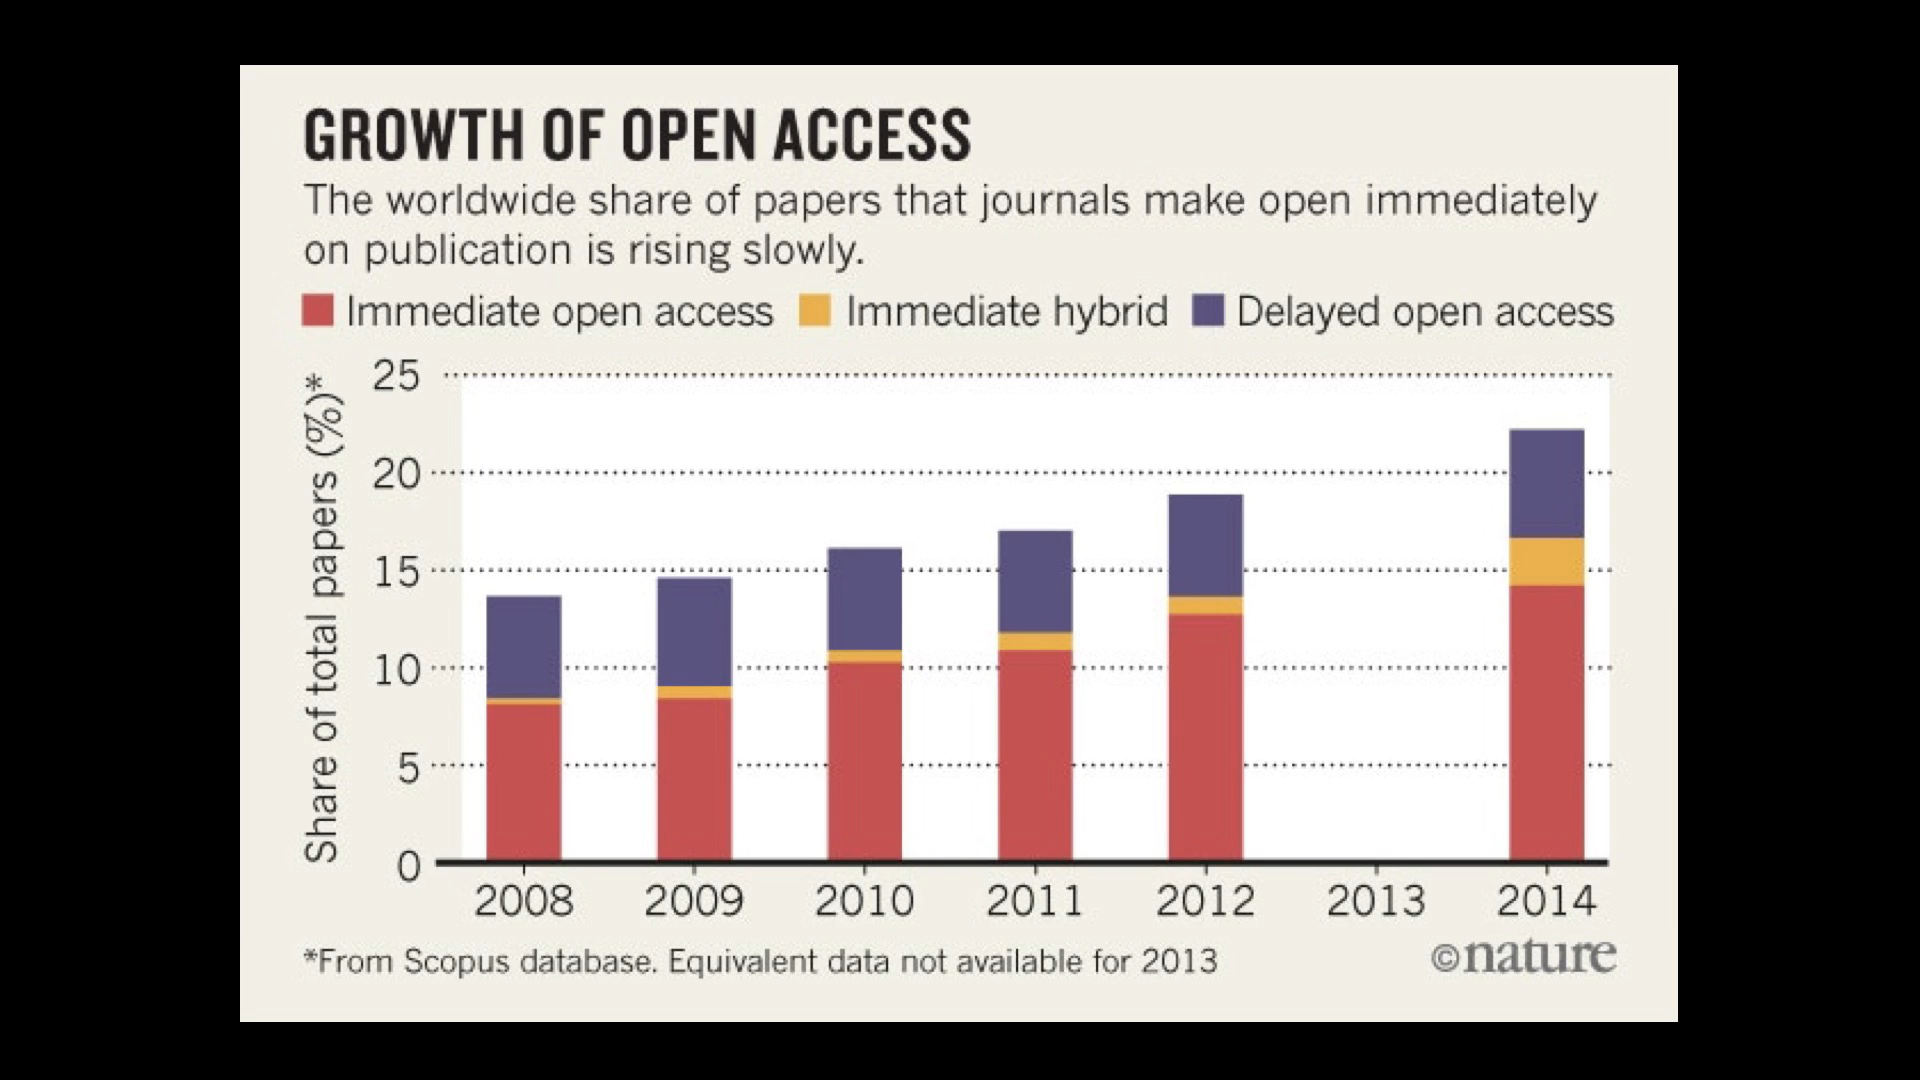 GROWTH OF OPEN ACCESS
The worldwide share of papers that journals make open immediately
on publication is rising slowly.
Immediate open access Immediate hybrid Delayed open access
Share of total papers (%)*
25
20
15
10
5
0
2008 2009 2010 2011 2012 2013 2014
*From Scopus database. Equivalent data not available for 2013
©nature